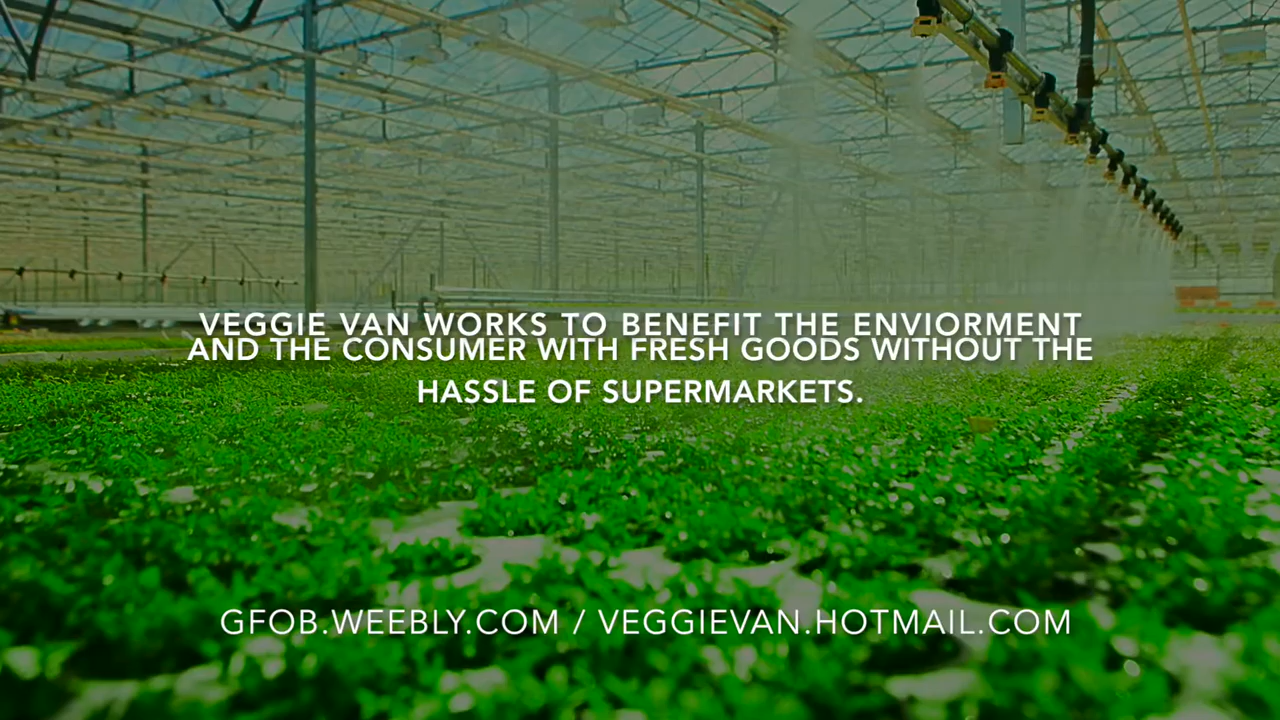 VEGGIE VAN WORKS TO BENEFIT THE ENVIORMENT
AND THE CONSUMER WITH FRESH GOODS WITHOUT THE
HASSLE OF SUPERMARKETS.
GFOB.WEEBLY.COM / VEGGIEVAN.HOTMAIL.COM